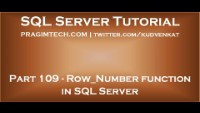 SQL Server Tutorial
PRAGIMTECH.COM | TWITTER.COM/KUDVENKAT
Part 109 - Row_Number function
in SQL Server